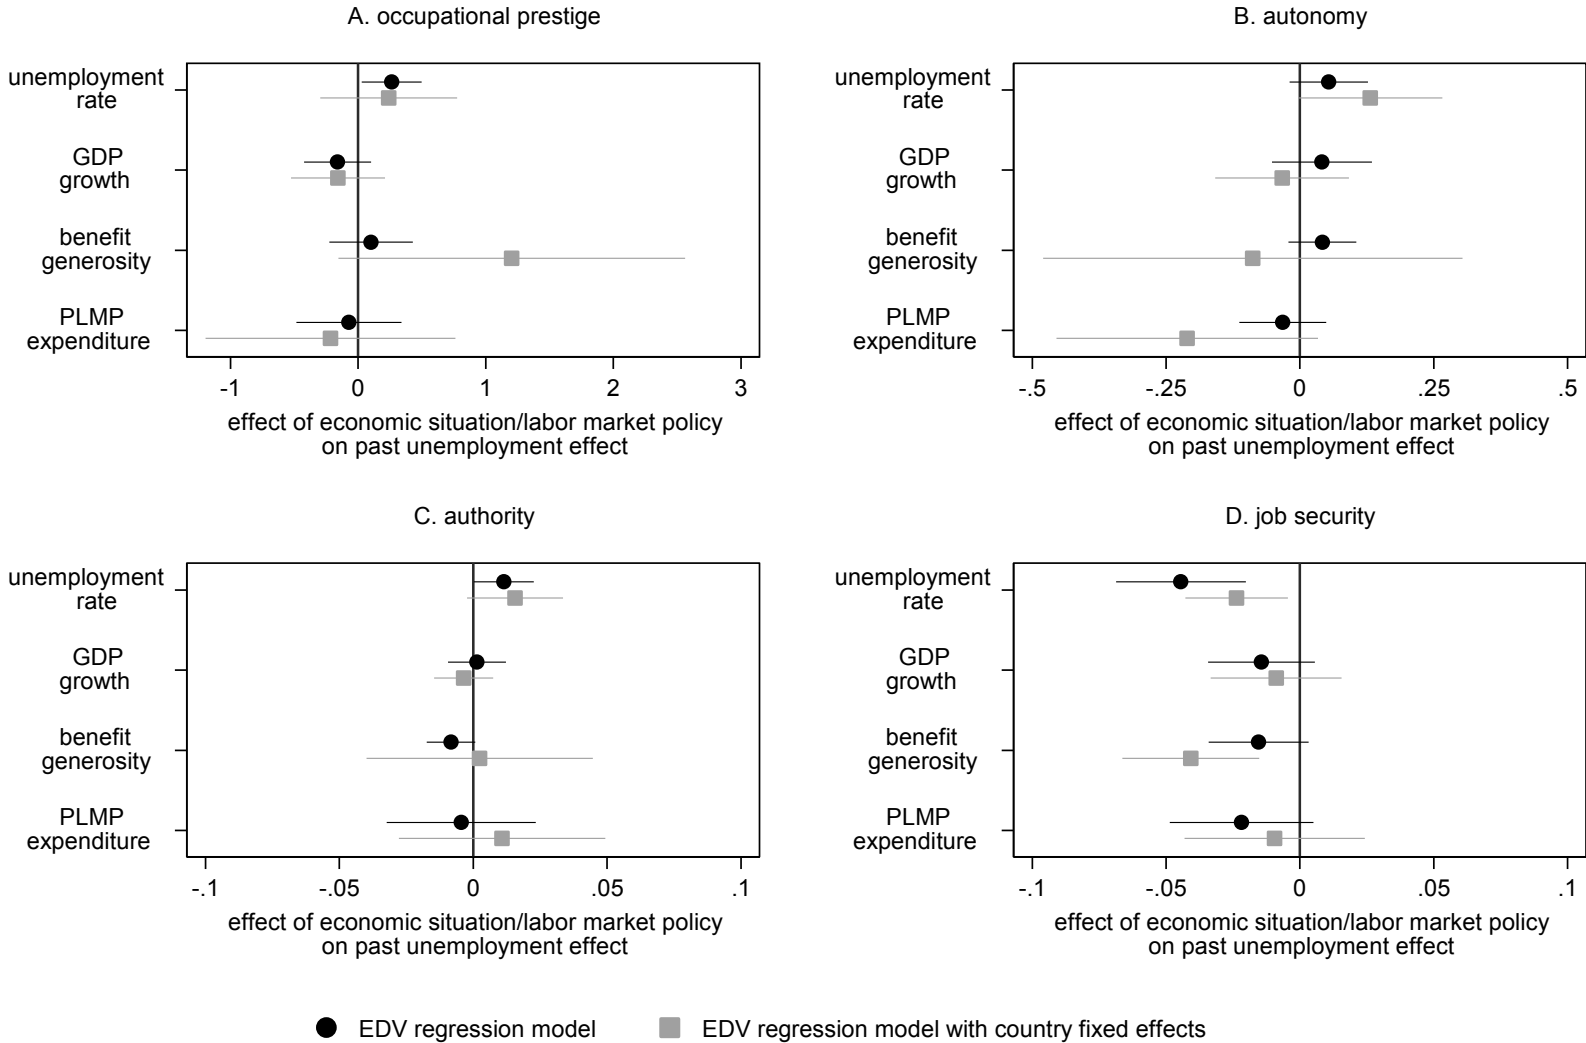 A. occupational prestige
unemployment
rate
GDP
growth
benefit
generosity
PLMP
expenditure
-1 0 1 2 3
effect of economic situation/labor market policy
on past unemployment effect
B. autonomy
unemployment
rate
GDP
growth
benefit
generosity
PLMP
expenditure
-.5 -.25 0 .25 .5
effect of economic situation/labor market policy
on past unemployment effect
C. authority
unemployment
rate
GDP
growth
benefit
generosity
PLMP
expenditure
-.1 -.05 0 .05 .1
effect of economic situation/labor market policy
on past unemployment effect
D. job security
unemployment
rate
GDP
growth
benefit
generosity
PLMP
expenditure
-.1 -.05 0 .05 .1
effect of economic situation/labor market policy
on past unemployment effect
EDV regression model EDV regression model with country fixed effects